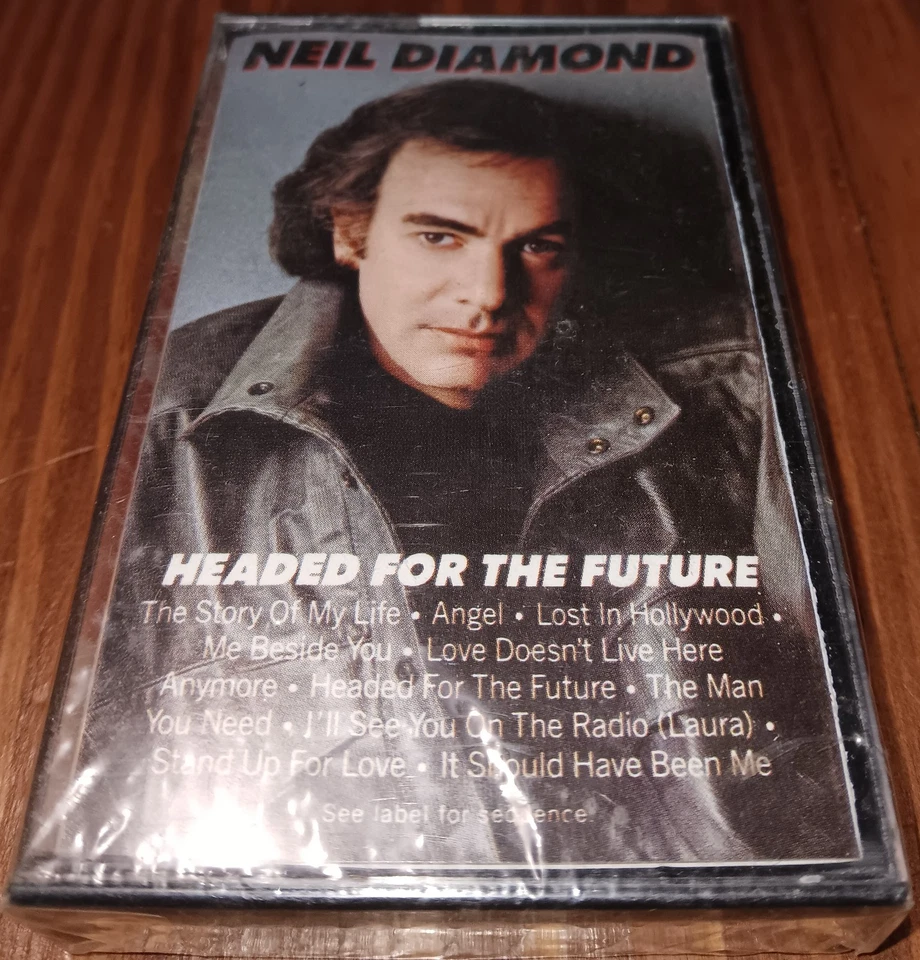 NEIL DIAMOND
HEADED FOR THE FUTURE
The Story Of My Life • Angel • Lost In Hollywood •
Me Beside You • Love Doesn't Live Here
Anymore • Headed For The Future • The Man
You Need • I'll See You On The Radio (Laura) •
Stand Up For Love • It Should Have Been Me
See label for sequence.